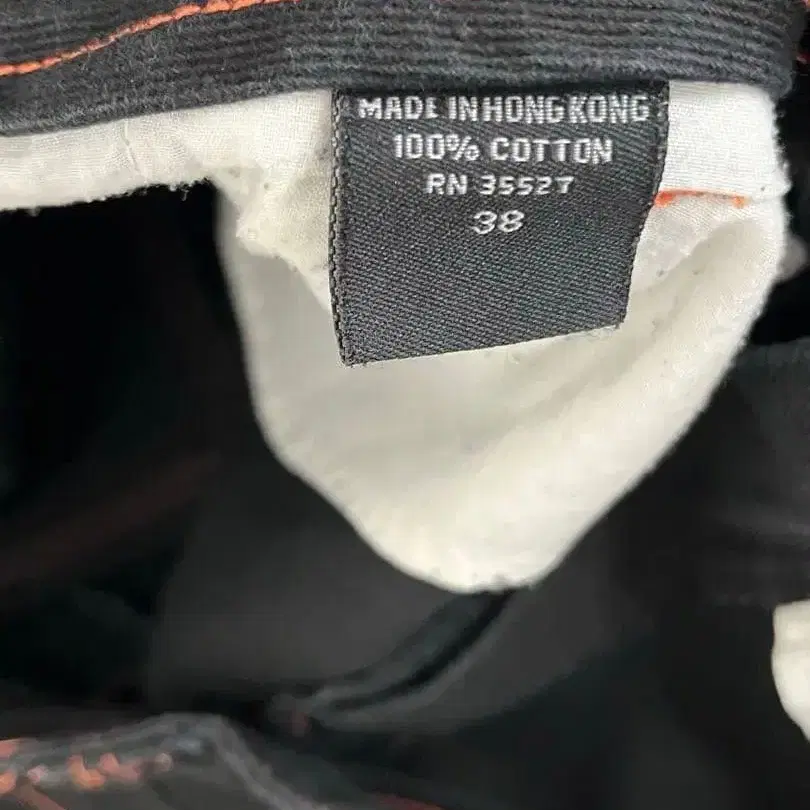 MADE IN HONG KONG
100% COTTON
RN 35527
38